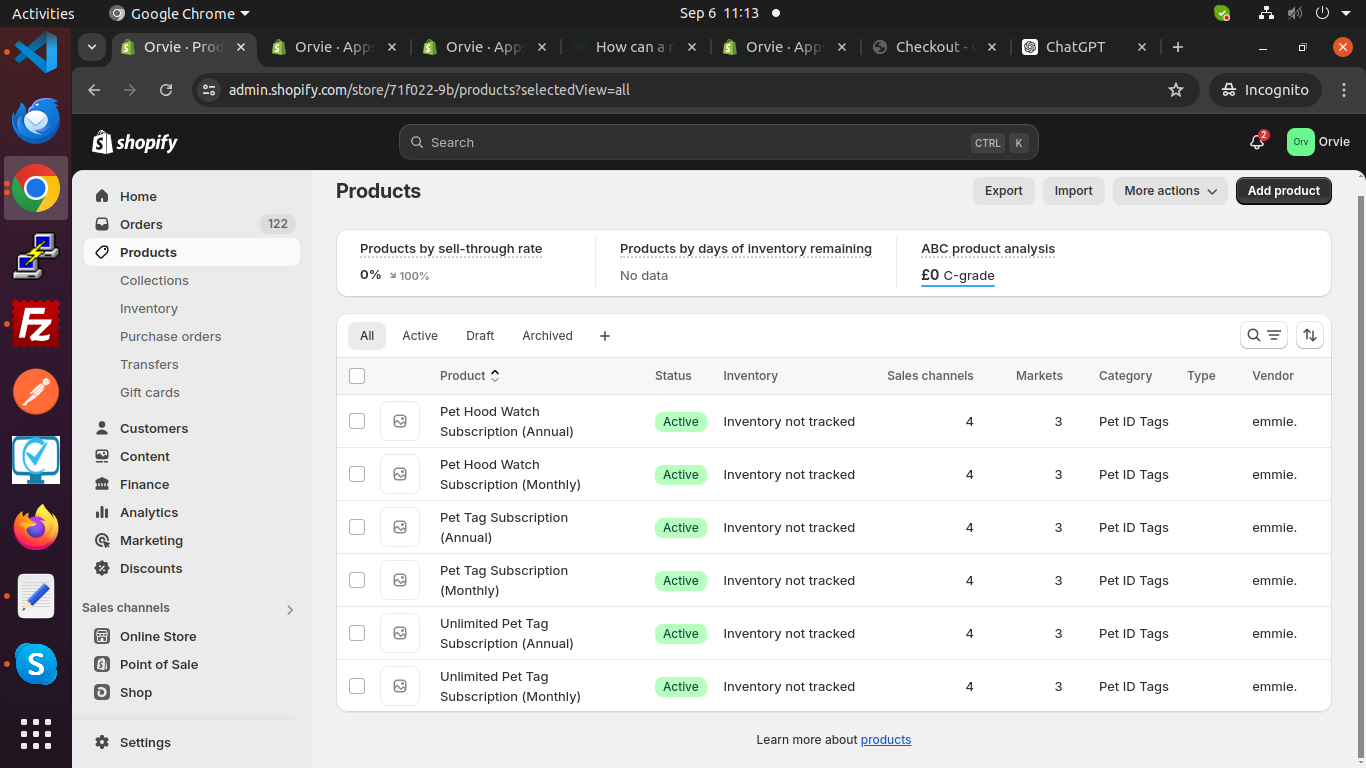 Activities
Google Chrome
Sep 6 11:13
Orvie · Prod
Orvie · Apps
Orvie · Apps
How can a m
Orvie · Apps
Checkout -
ChatGPT
admin.shopify.com/store/71f022-9b/products?selectedView=all
Incognito
shopify
Search
CTRL K
2
Orv
Orvie
Home
Orders 122
Products
Collections
Inventory
Purchase orders
Transfers
Gift cards
Customers
Content
Finance
Analytics
Marketing
Discounts
Sales channels
Online Store
Point of Sale
Shop
Settings
Products
Export Import More actions Add product
Products by sell-through rate
0% 100%
Products by days of inventory remaining
No data
ABC product analysis
£0 C-grade
All Active Draft Archived +
Product Status Inventory Sales channels Markets Category Type Vendor
Pet Hood Watch
Subscription (Annual) Active Inventory not tracked 4 3 Pet ID Tags emmie.
Pet Hood Watch
Subscription (Monthly) Active Inventory not tracked 4 3 Pet ID Tags emmie.
Pet Tag Subscription
(Annual) Active Inventory not tracked 4 3 Pet ID Tags emmie.
Pet Tag Subscription
(Monthly) Active Inventory not tracked 4 3 Pet ID Tags emmie.
Unlimited Pet Tag
Subscription (Annual) Active Inventory not tracked 4 3 Pet ID Tags emmie.
Unlimited Pet Tag
Subscription (Monthly) Active Inventory not tracked 4 3 Pet ID Tags emmie.
Learn more about products